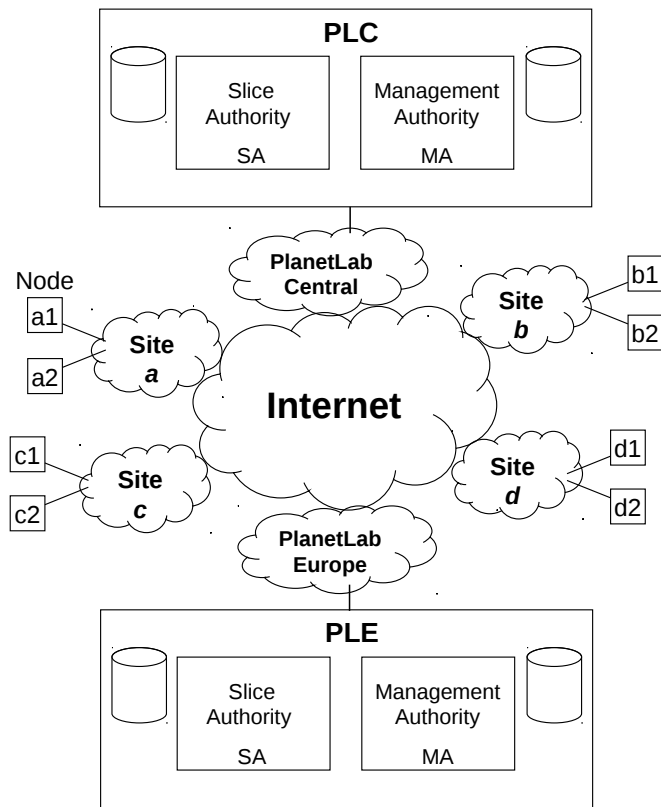 PLC
Slice
Authority
SA
Management
Authority
MA
PlanetLab
Central
Node
a1
a2
Site
a
Site
b
b1
b2
Internet
c1
c2
Site
c
Site
d
d1
d2
PlanetLab
Europe
PLE
Slice
Authority
SA
Management
Authority
MA